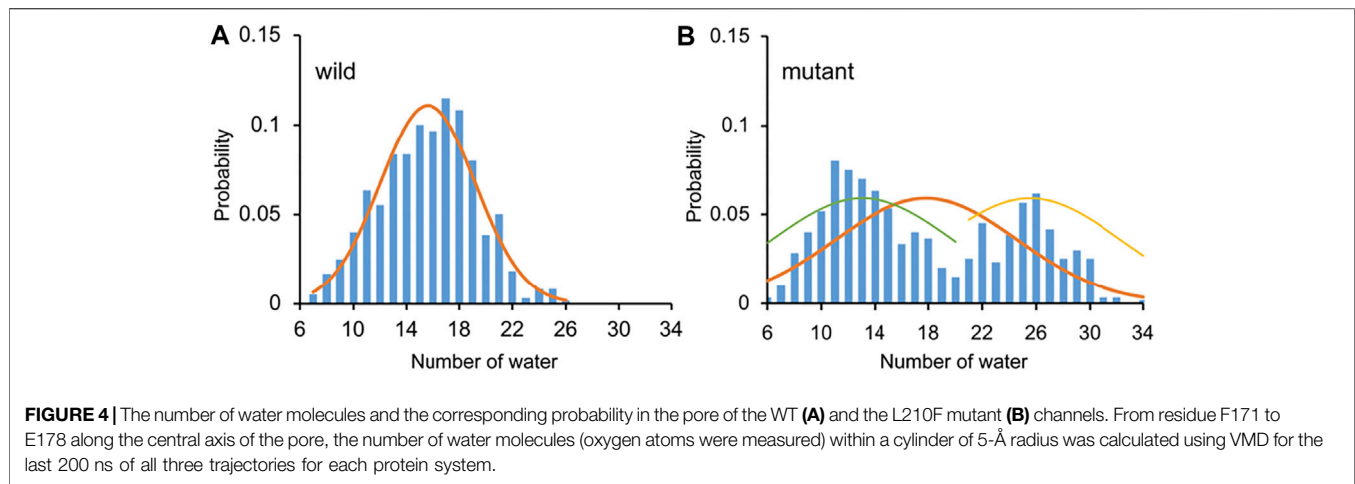 A
wild
0.15
0.1
0.05
0
Probability
6 10 14 18 22 26 30 34
Number of water
B
mutant
0.15
0.1
0.05
0
Probability
6 10 14 18 22 26 30 34
Number of water
FIGURE 4 | The number of water molecules and the corresponding probability in the pore of the WT (A) and the L210F mutant (B) channels. From residue F171 to
E178 along the central axis of the pore, the number of water molecules (oxygen atoms were measured) within a cylinder of 5-Å radius was calculated using VMD for the
last 200 ns of all three trajectories for each protein system.